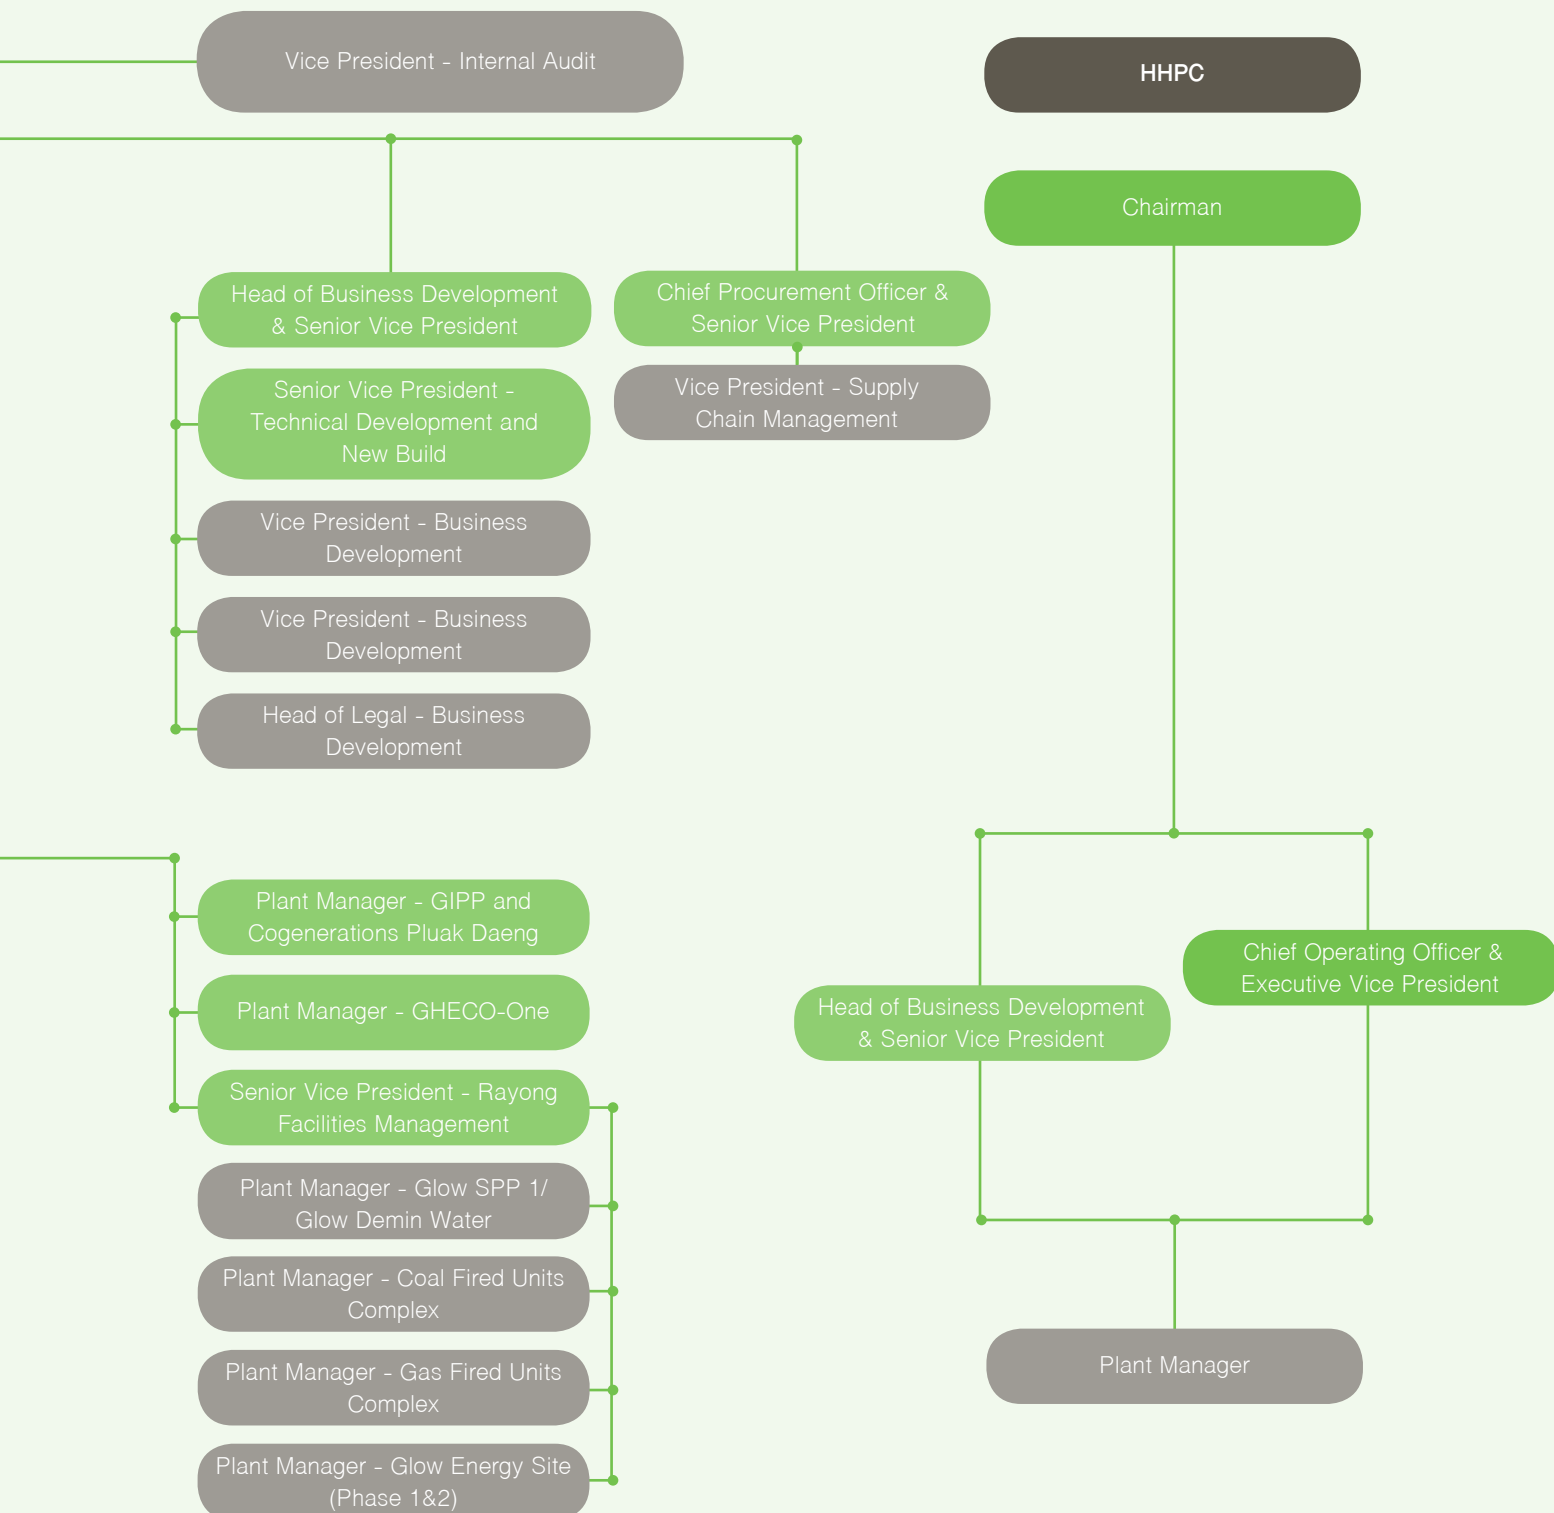 Vice President - Internal Audit
HHPC
Chairman
Head of Business Development
& Senior Vice President
Chief Procurement Officer &
Senior Vice President
Senior Vice President -
Technical Development and
New Build
Vice President - Supply
Chain Management
Vice President - Business
Development
Vice President - Business
Development
Head of Legal - Business
Development
Plant Manager - GIPP and
Cogenerations Pluak Daeng
Plant Manager - GHECO-One
Senior Vice President - Rayong
Facilities Management
Plant Manager - Glow SPP 1/
Glow Demin Water
Plant Manager - Coal Fired Units
Complex
Plant Manager - Gas Fired Units
Complex
Plant Manager - Glow Energy Site
(Phase 1&2)
Chief Operating Officer &
Executive Vice President
Head of Business Development
& Senior Vice President
Plant Manager